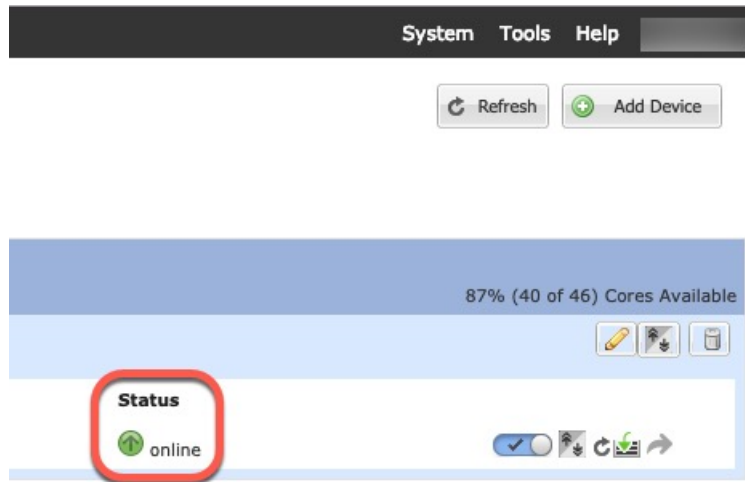 System Tools Help
Refresh Add Device
87% (40 of 46) Cores Available
Status
online